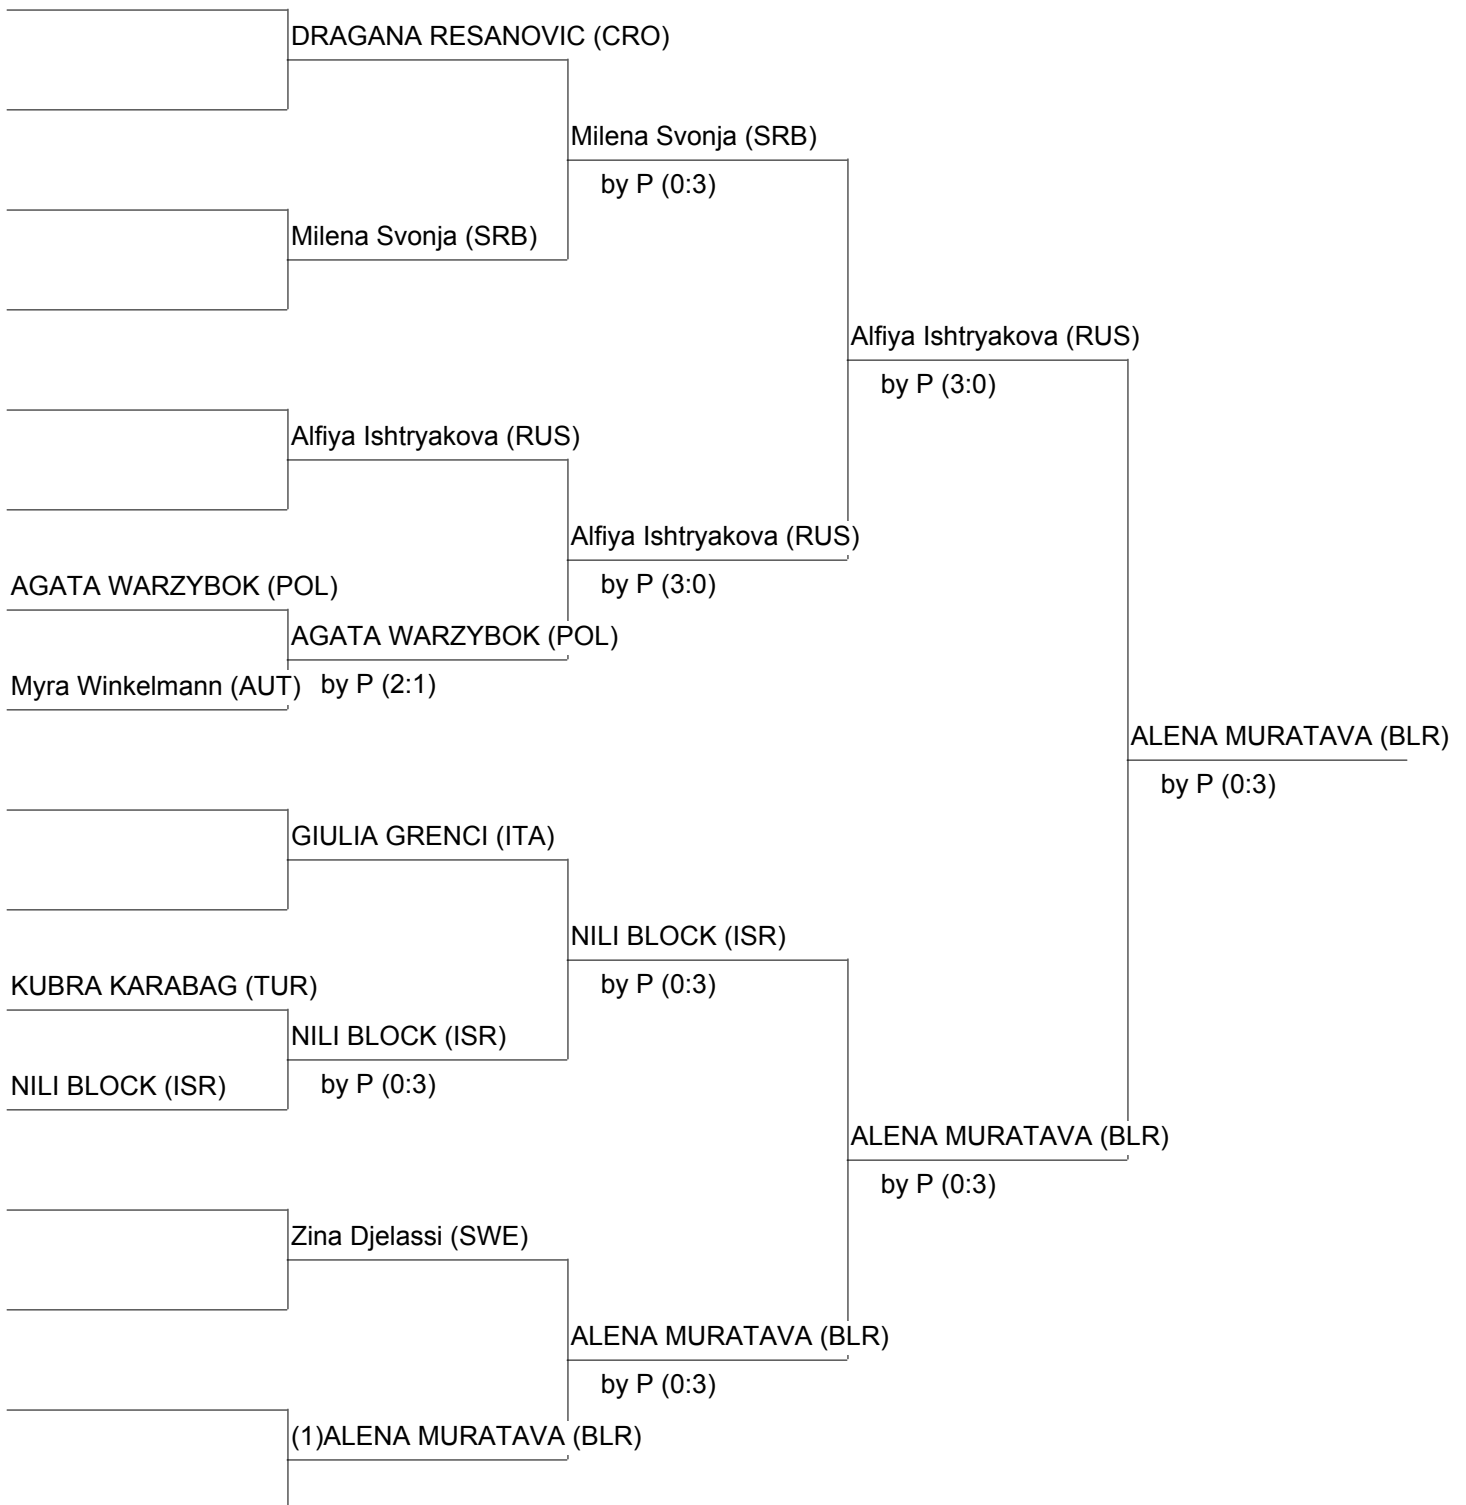 DRAGANA RESANOVIC (CRO)
Milena Svonja (SRB)
by P (0:3)
Milena Svonja (SRB)
Alfiya Ishtryakova (RUS)
by P (3:0)
Alfiya Ishtryakova (RUS)
Alfiya Ishtryakova (RUS)
by P (3:0)
AGATA WARZYBOK (POL)
AGATA WARZYBOK (POL)
Myra Winkelmann (AUT)
by P (2:1)
ALENA MURATAVA (BLR)
by P (0:3)
GIULIA GRENCI (ITA)
NILI BLOCK (ISR)
by P (0:3)
KUBRA KARABAG (TUR)
NILI BLOCK (ISR)
NILI BLOCK (ISR)
by P (0:3)
ALENA MURATAVA (BLR)
by P (0:3)
Zina Djelassi (SWE)
ALENA MURATAVA (BLR)
by P (0:3)
(1)ALENA MURATAVA (BLR)